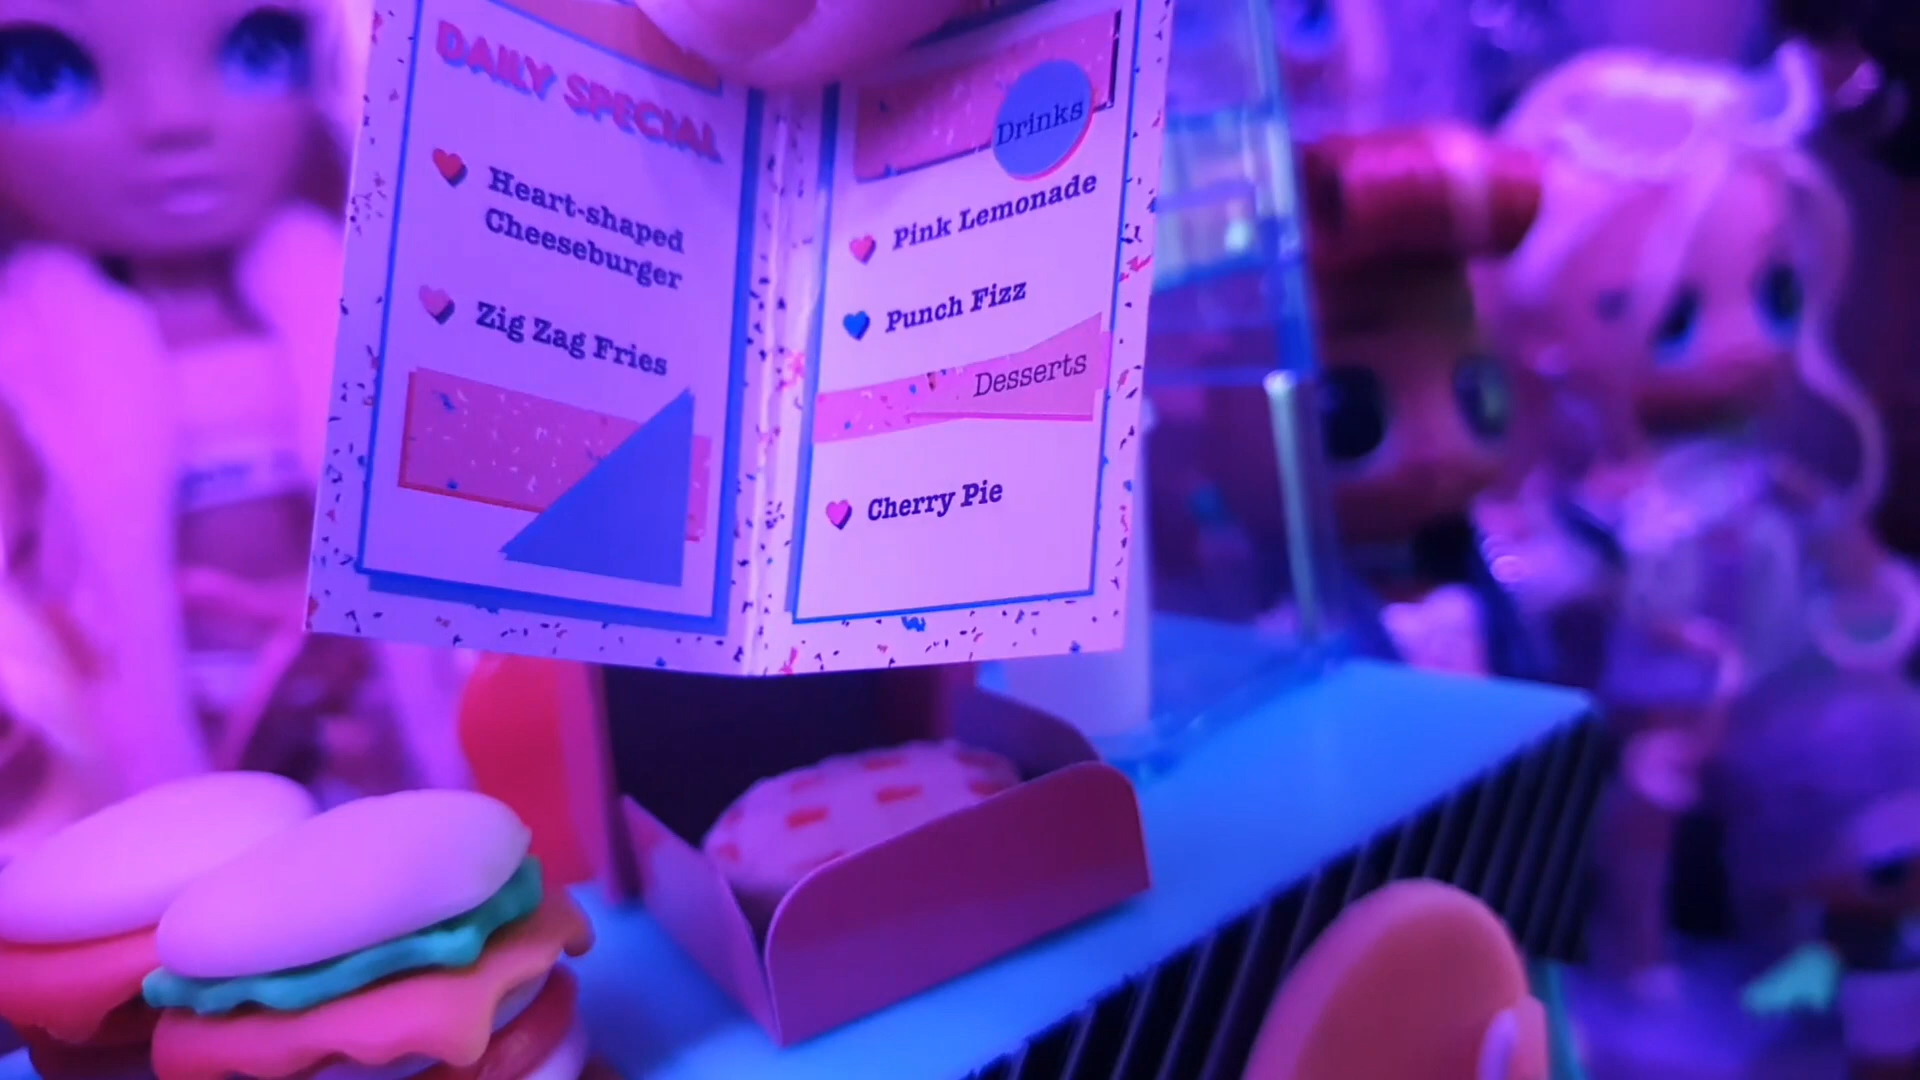 DAILY SPECIAL
Heart-shaped
Cheeseburger
Zig Zag Fries
Drinks
Pink Lemonade
Punch Fizz
Desserts
Cherry Pie